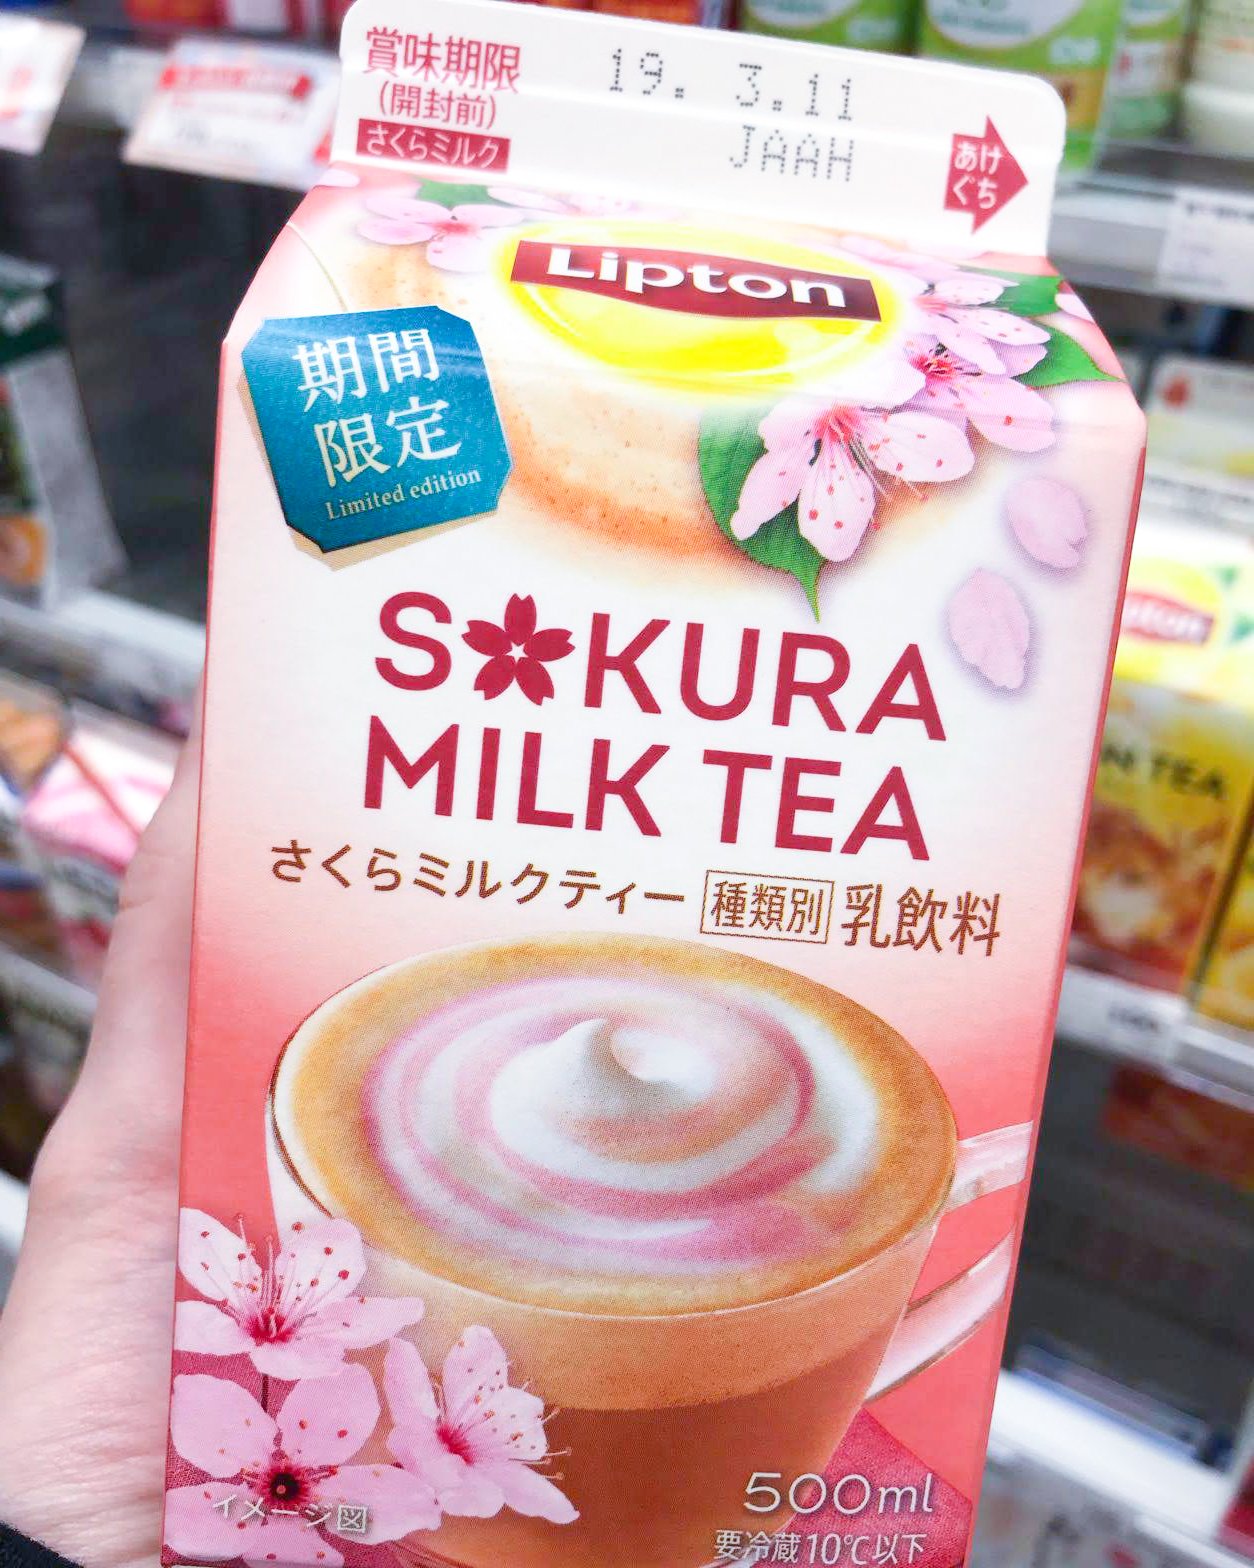 賞味期限
(開封前)
さくらミルク
19. 3.11
JAAH
あけ
ぐち
Lipton
期間
限定
Limited edition
SAKURA
MILK TEA
さくらミルクティー 種類別 乳飲料
イメージ図
500ml
要冷蔵10℃以下
Lipton
TEA